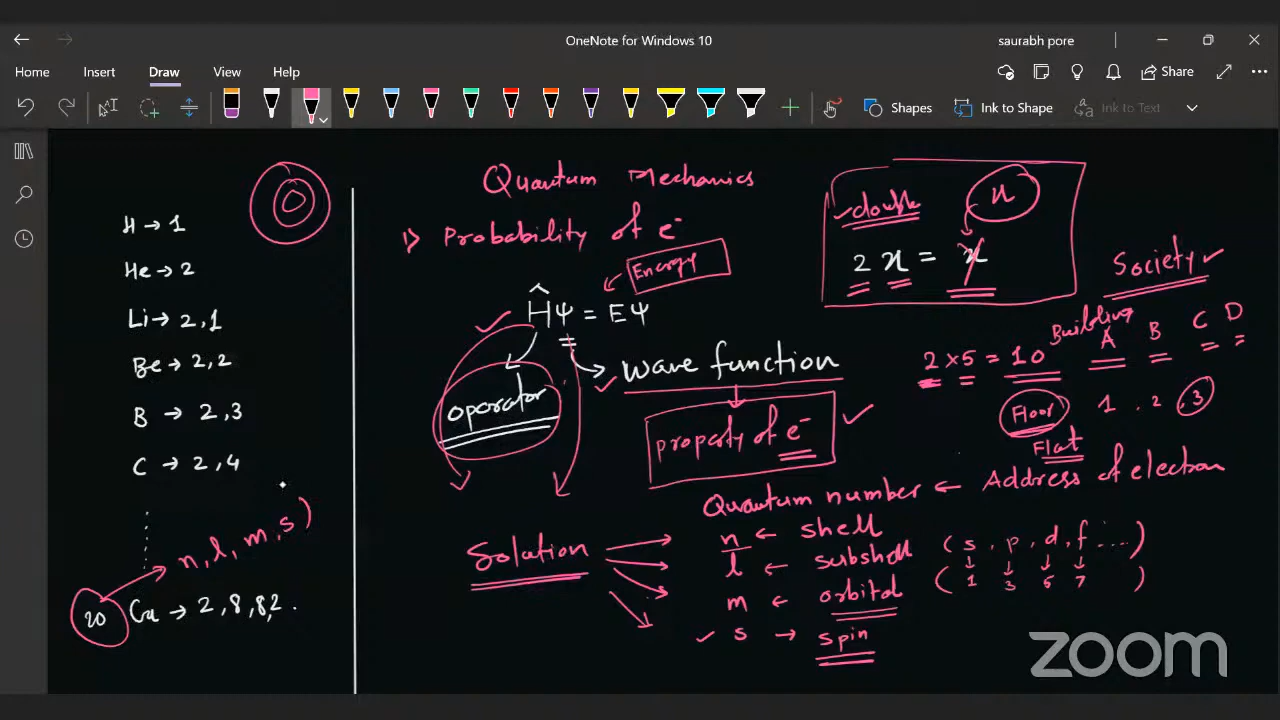 OneNote for Windows 10
saurabh pore
Home Insert Draw View Help
Share
Shapes Ink to Shape Ink to Text
H → 1
He → 2
Li → 2,1
Be → 2,2
B → 2,3
C → 2,4
n, l, m, s)
20 Ca → 2,8,8,2.
Quantum Mechanics
1) Probability of e⁻
Energy
ĤΨ = EΨ
operator
wave function
property of e⁻
Solution
Quantum number ← Address of electron
n ← shell
l ← subshell (s, p, d, f ....)
(1 3 5 7 )
m ← orbital
s → spin
double
x
2x = x
Society
Building A B C D
2 × 5 = 10
Floor 1, 2, 3
Flat
zoom